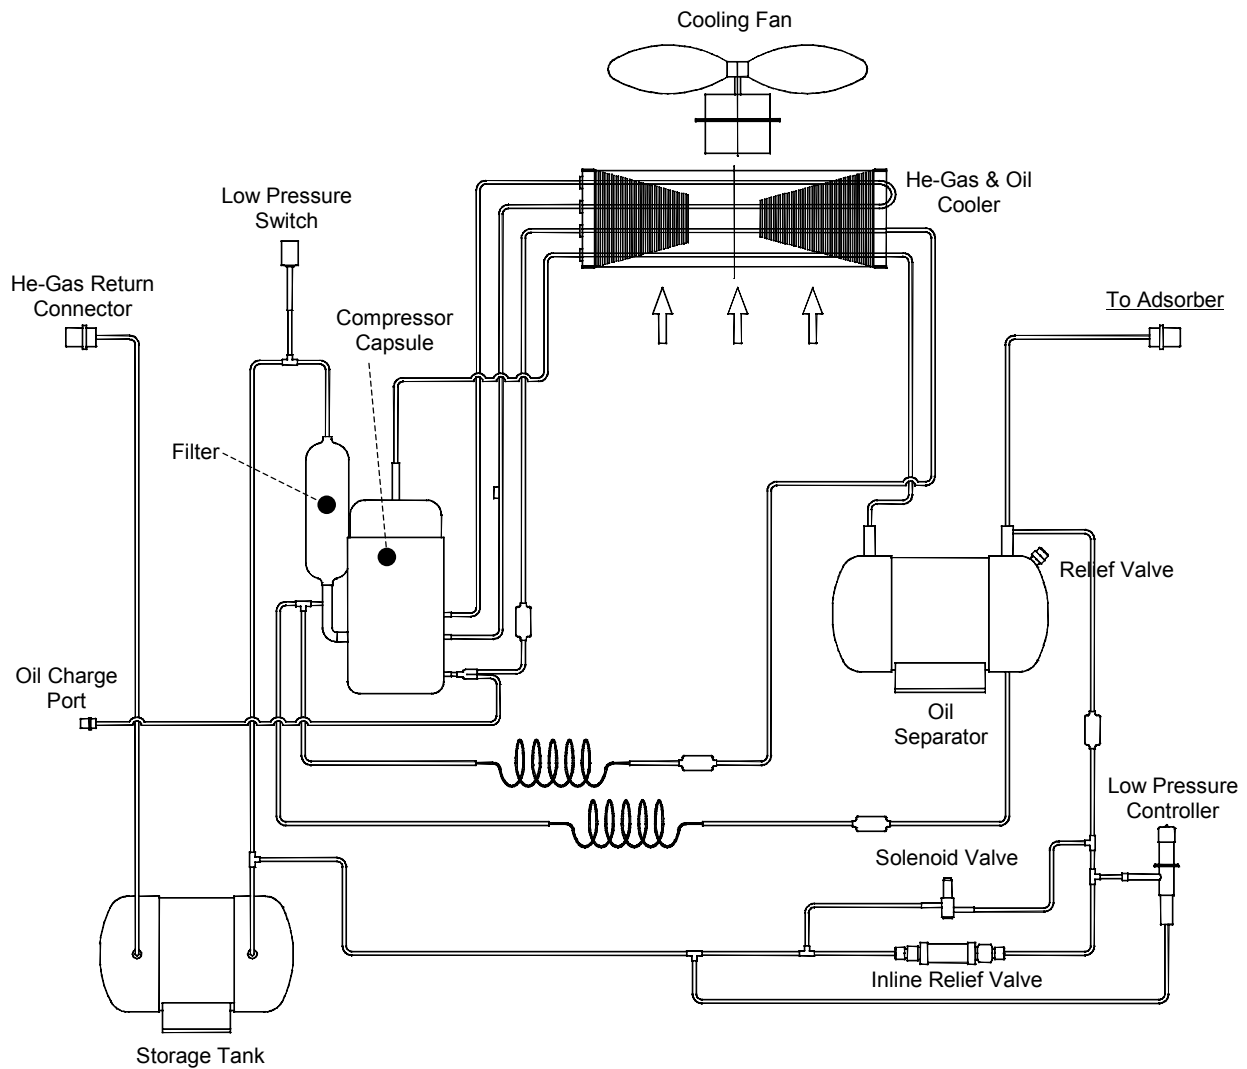 Cooling Fan
He-Gas & Oil
Cooler
Low Pressure
Switch
He-Gas Return
Connector
Compressor
Capsule
To Adsorber
Filter
Relief Valve
Oil Charge
Port
Oil
Separator
Low Pressure
Controller
Solenoid Valve
Inline Relief Valve
Storage Tank